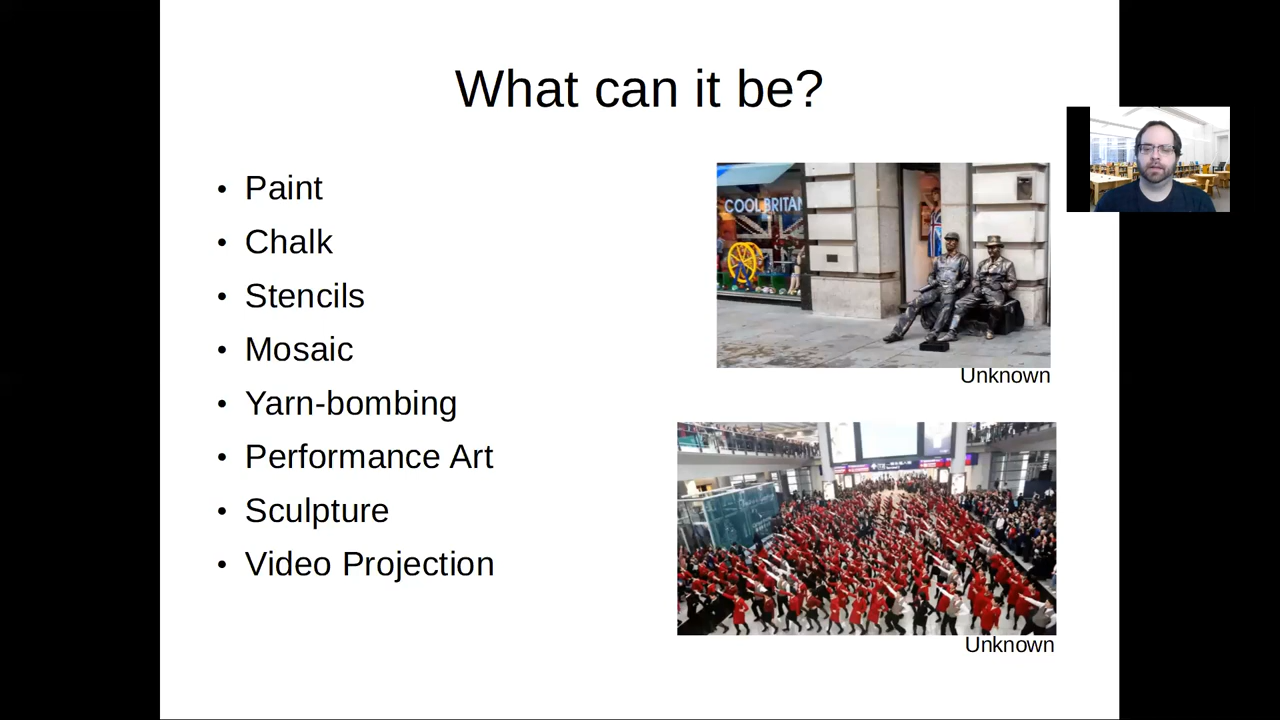 What can it be?
• Paint
• Chalk
• Stencils
• Mosaic
• Yarn-bombing
• Performance Art
• Sculpture
• Video Projection
COOL BRITAN
Unknown
Unknown